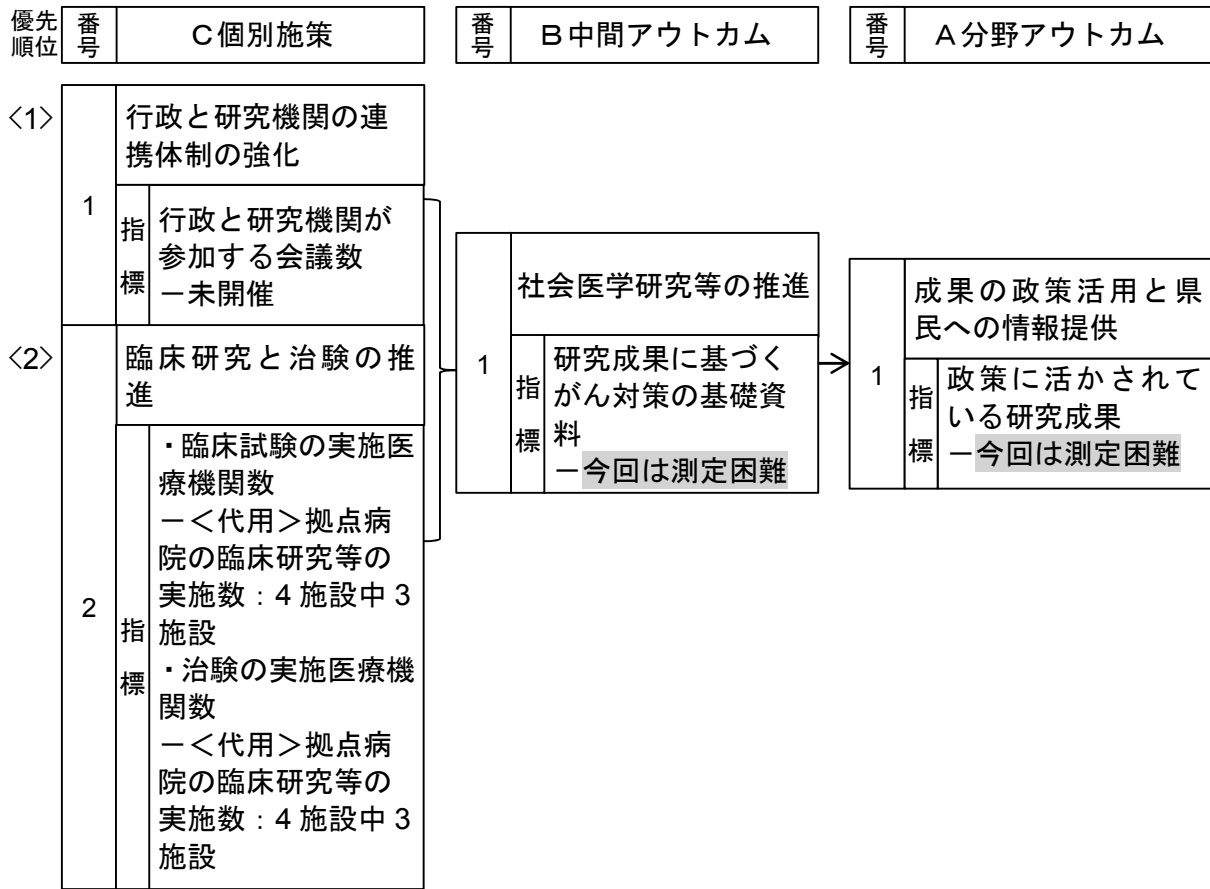 優先順位
番号
C個別施策
番号
B中間アウトカム
番号
A分野アウトカム
〈1〉
1
行政と研究機関の連
携体制の強化
指標
行政と研究機関が
参加する会議数
－未開催
〈2〉
2
臨床研究と治験の推
進
指標
・臨床試験の実施医
療機関数
－＜代用＞拠点病
院の臨床研究等の
実施数：4 施設中 3
施設
・治験の実施医療機
関数
－＜代用＞拠点病
院の臨床研究等の
実施数：4 施設中 3
施設
1
社会医学研究等の推進
指標
研究成果に基づく
がん対策の基礎資
料
－今回は測定困難
1
成果の政策活用と県
民への情報提供
指標
政策に活かされて
いる研究成果
－今回は測定困難